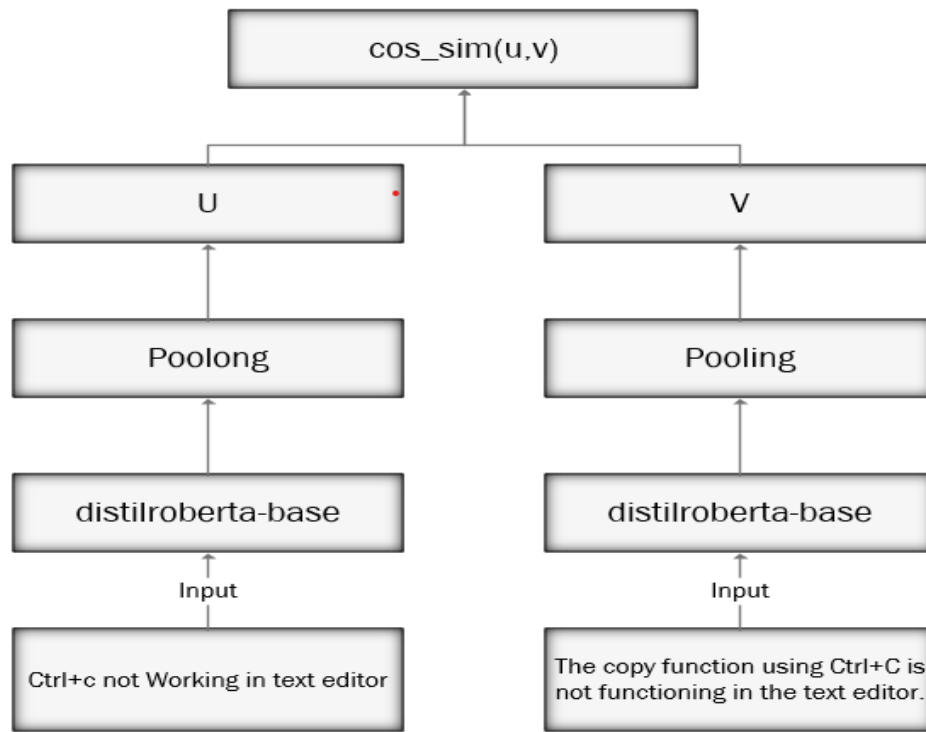 cos_sim(u,v)
U
V
Poolong
Pooling
distilroberta-base
distilroberta-base
Input
Input
Ctrl+c not Working in text editor
The copy function using Ctrl+C is
not functioning in the text editor.